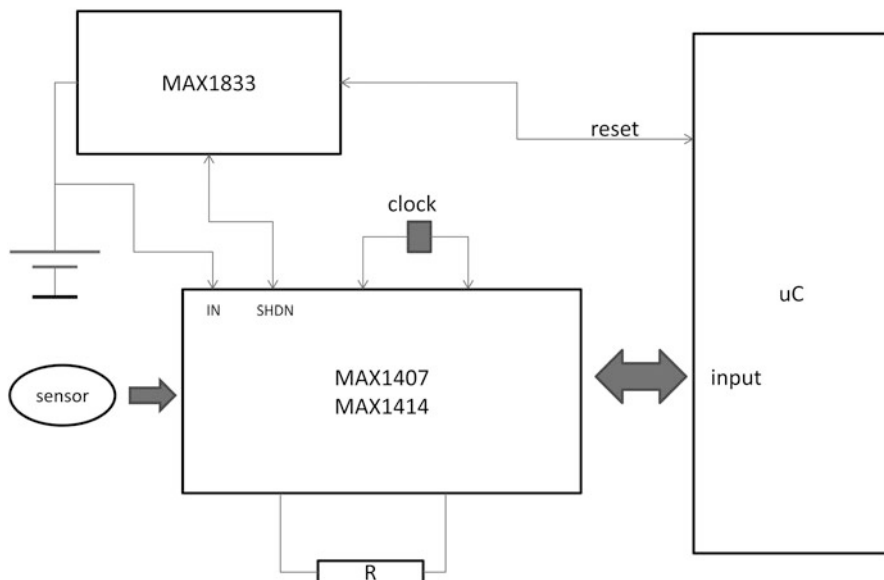 MAX1833
reset
clock
IN SHDN
uC
MAX1407
MAX1414
input
sensor
R